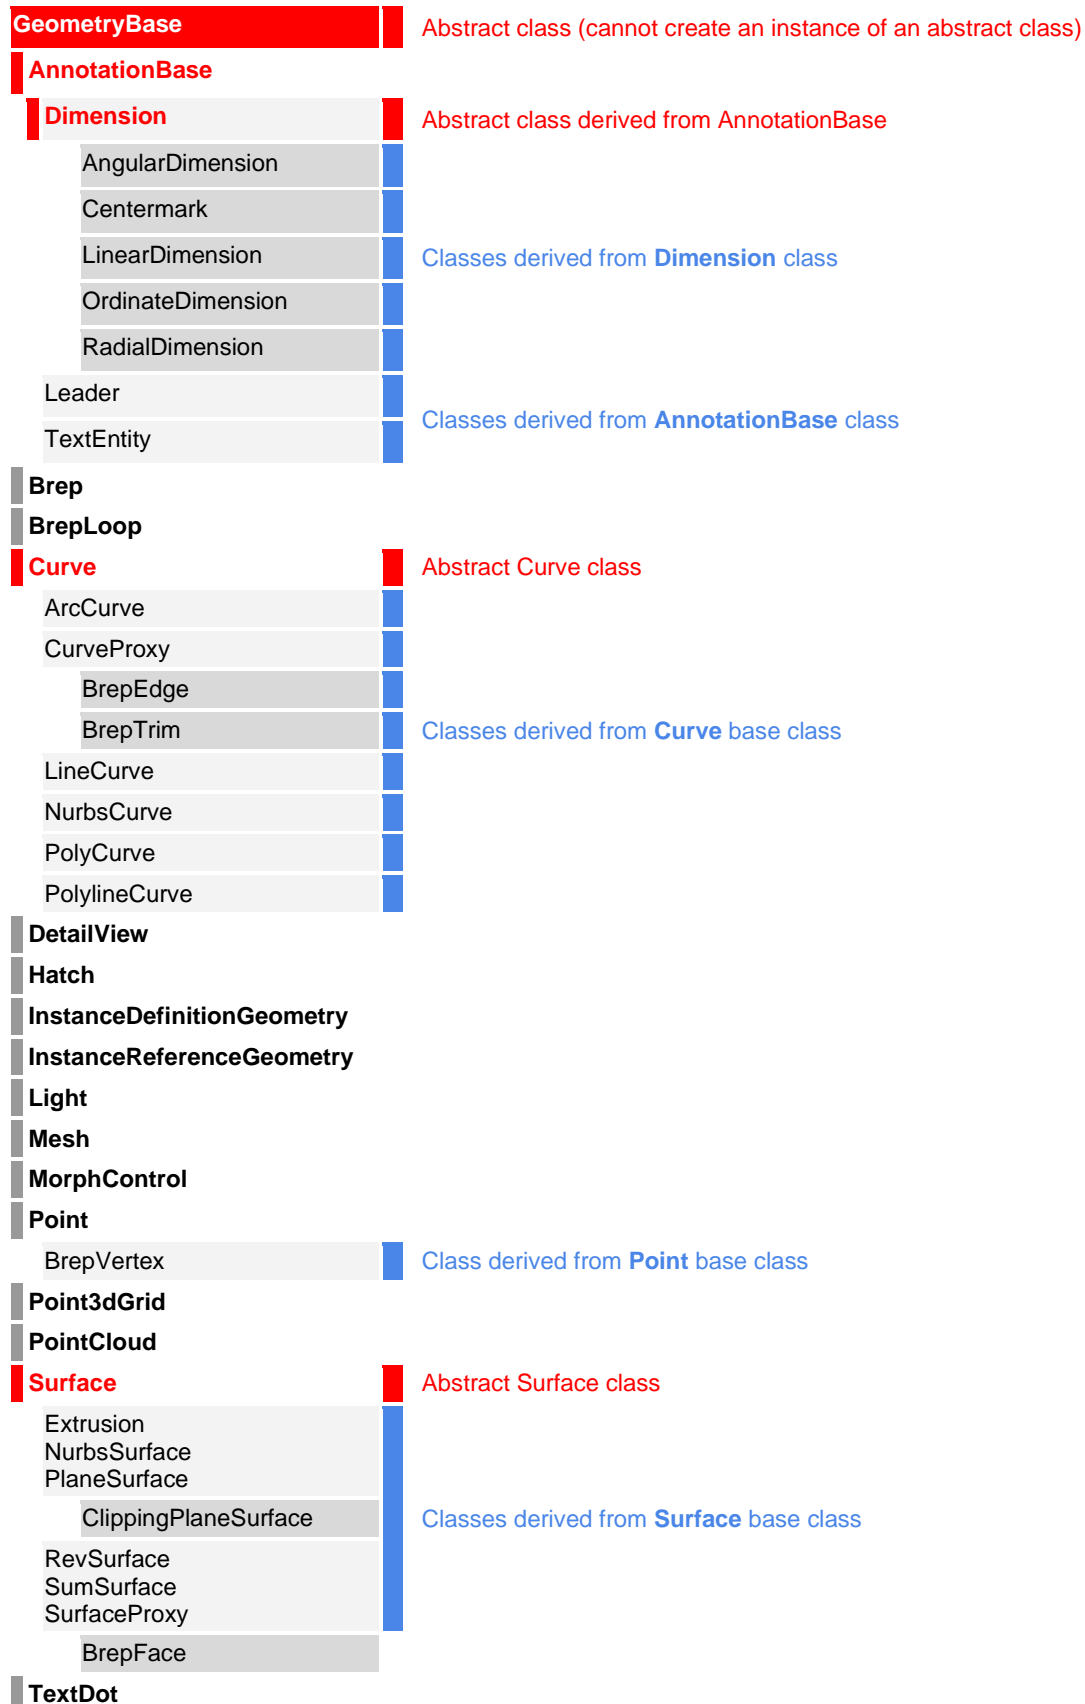 GeometryBase Abstract class (cannot create an instance of an abstract class)
AnnotationBase
Dimension Abstract class derived from AnnotationBase
AngularDimension
Centermark
LinearDimension Classes derived from Dimension class
OrdinateDimension
RadialDimension
Leader
Classes derived from AnnotationBase class
TextEntity
Brep
BrepLoop
Curve Abstract Curve class
ArcCurve
CurveProxy
BrepEdge
BrepTrim Classes derived from Curve base class
LineCurve
NurbsCurve
PolyCurve
PolylineCurve
DetailView
Hatch
InstanceDefinitionGeometry
InstanceReferenceGeometry
Light
Mesh
MorphControl
Point
BrepVertex Class derived from Point base class
Point3dGrid
PointCloud
Surface Abstract Surface class
Extrusion
NurbsSurface
PlaneSurface
ClippingPlaneSurface Classes derived from Surface base class
RevSurface
SumSurface
SurfaceProxy
BrepFace
TextDot